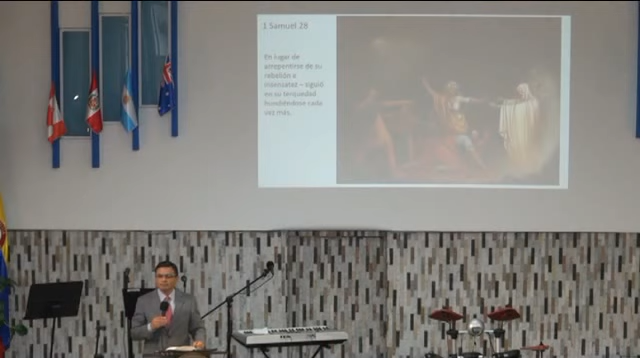 1 Samuel 28
En lugar de
arrepentirse de su
rebelión e
insensatez – siguió
en su terquedad
hundiéndose cada
vez más.